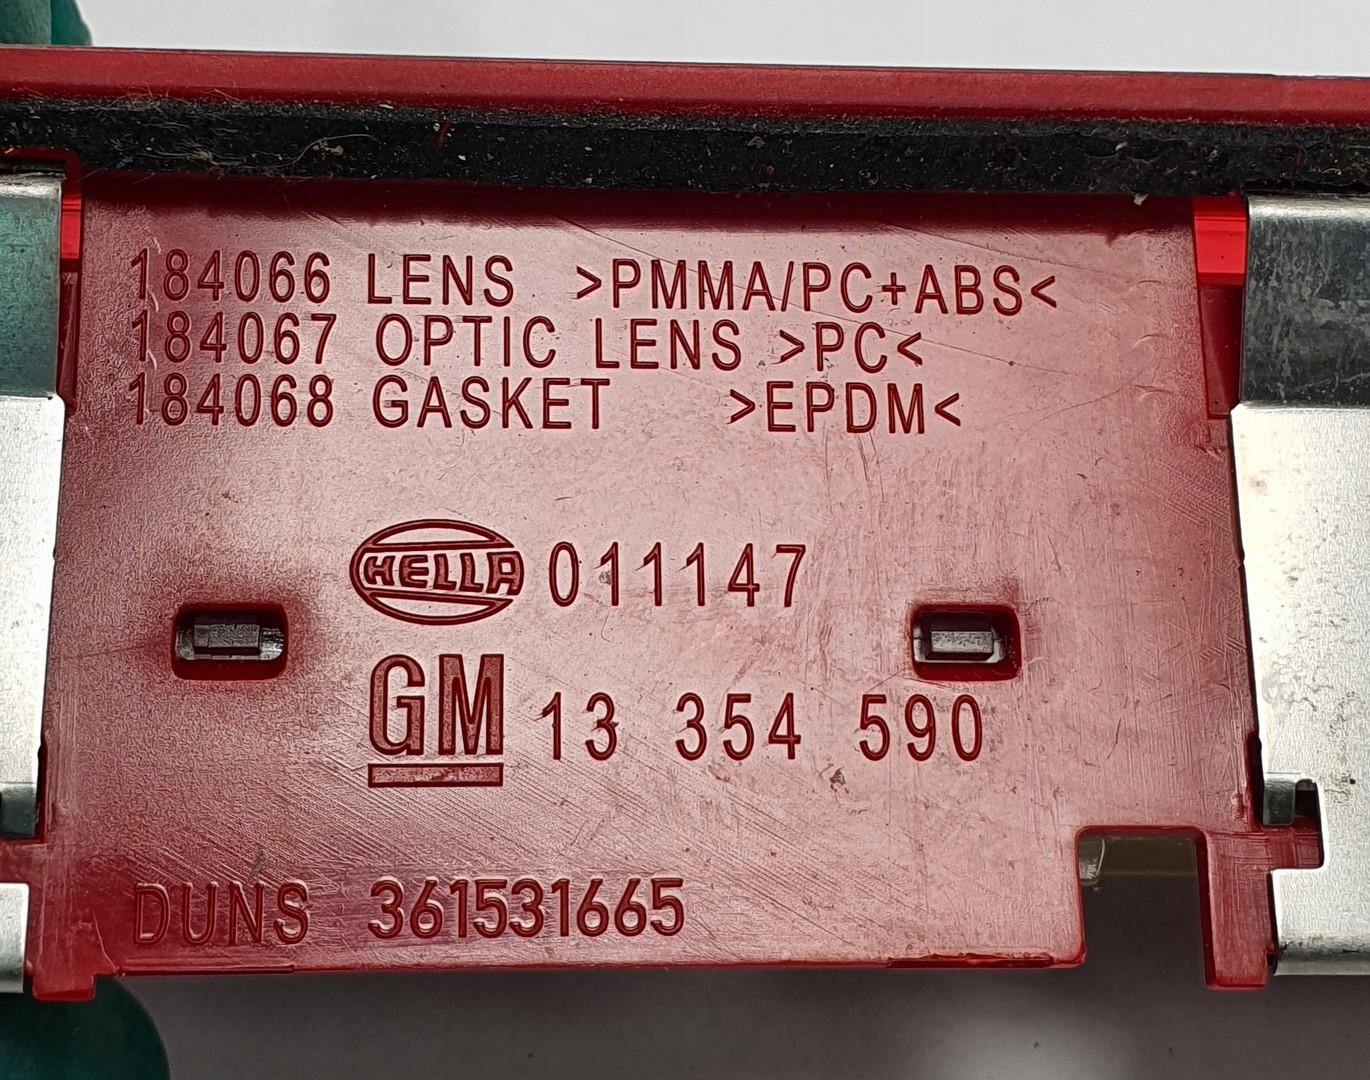 184066 LENS >PMMA/PC+ABS<
184067 OPTIC LENS >PC<
184068 GASKET >EPDM<
HELLA 011147
GM 13 354 590
DUNS 361531665